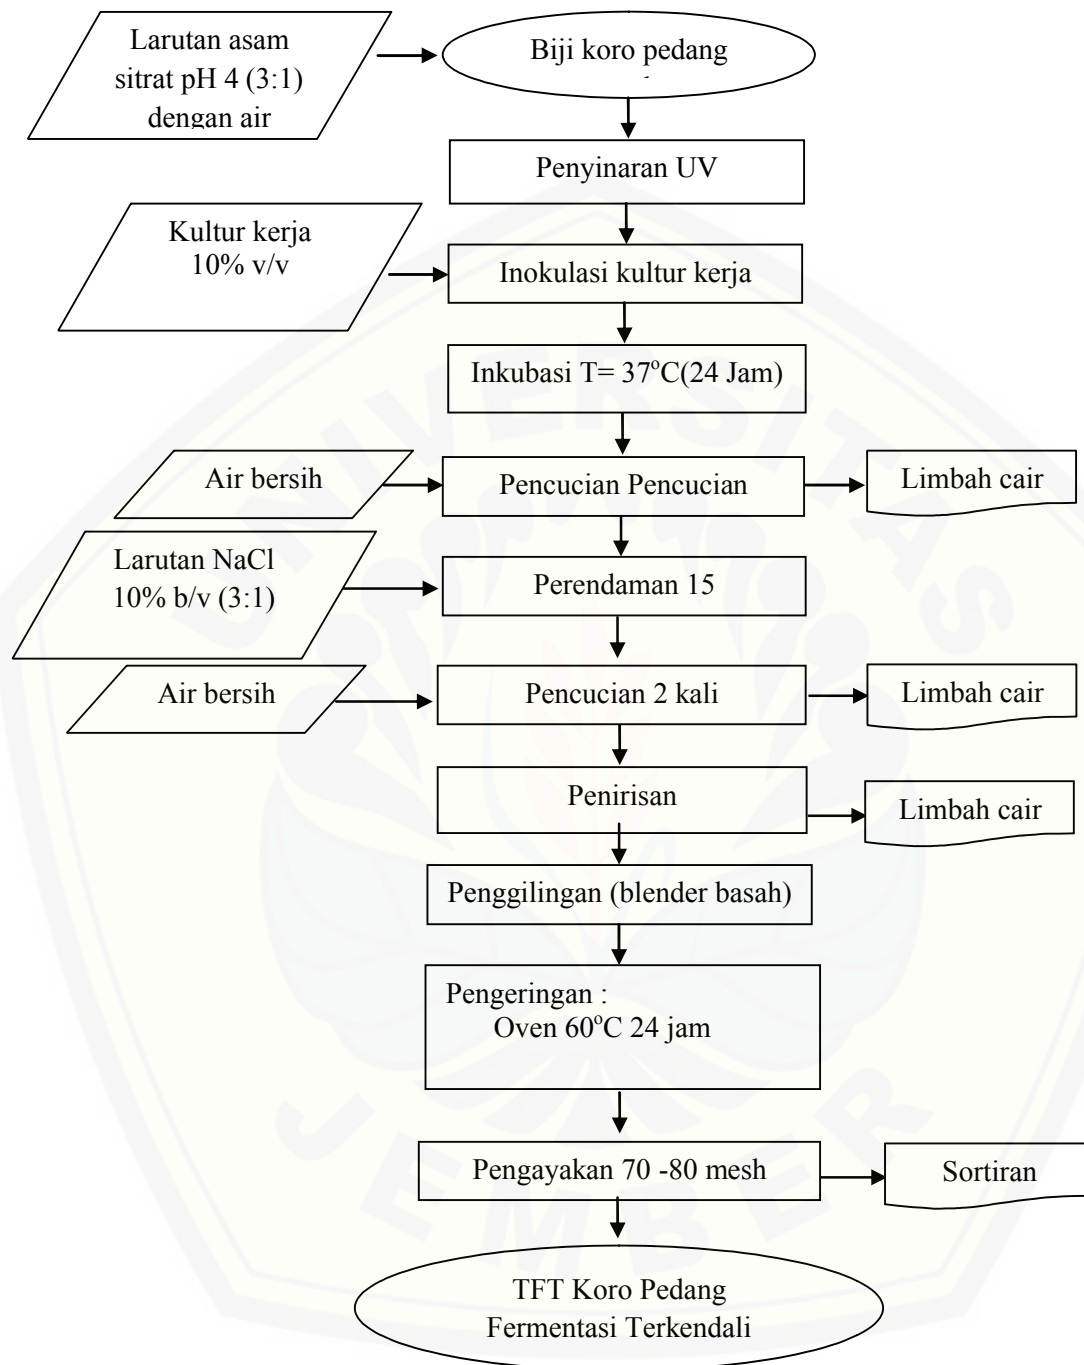 Larutan asam
sitrat pH 4 (3:1)
dengan air
Biji koro pedang
Penyinaran UV
Kultur kerja
10% v/v
Inokulasi kultur kerja
Inkubasi T= 37°C(24 Jam)
Air bersih
Pencucian Pencucian
Limbah cair
Larutan NaCl
10% b/v (3:1)
Perendaman 15
Air bersih
Pencucian 2 kali
Limbah cair
Penirisan
Limbah cair
Penggilingan (blender basah)
Pengeringan :
Oven 60°C 24 jam
Pengayakan 70 -80 mesh
Sortiran
TFT Koro Pedang
Fermentasi Terkendali
UNIVERSITAS
JEMBER